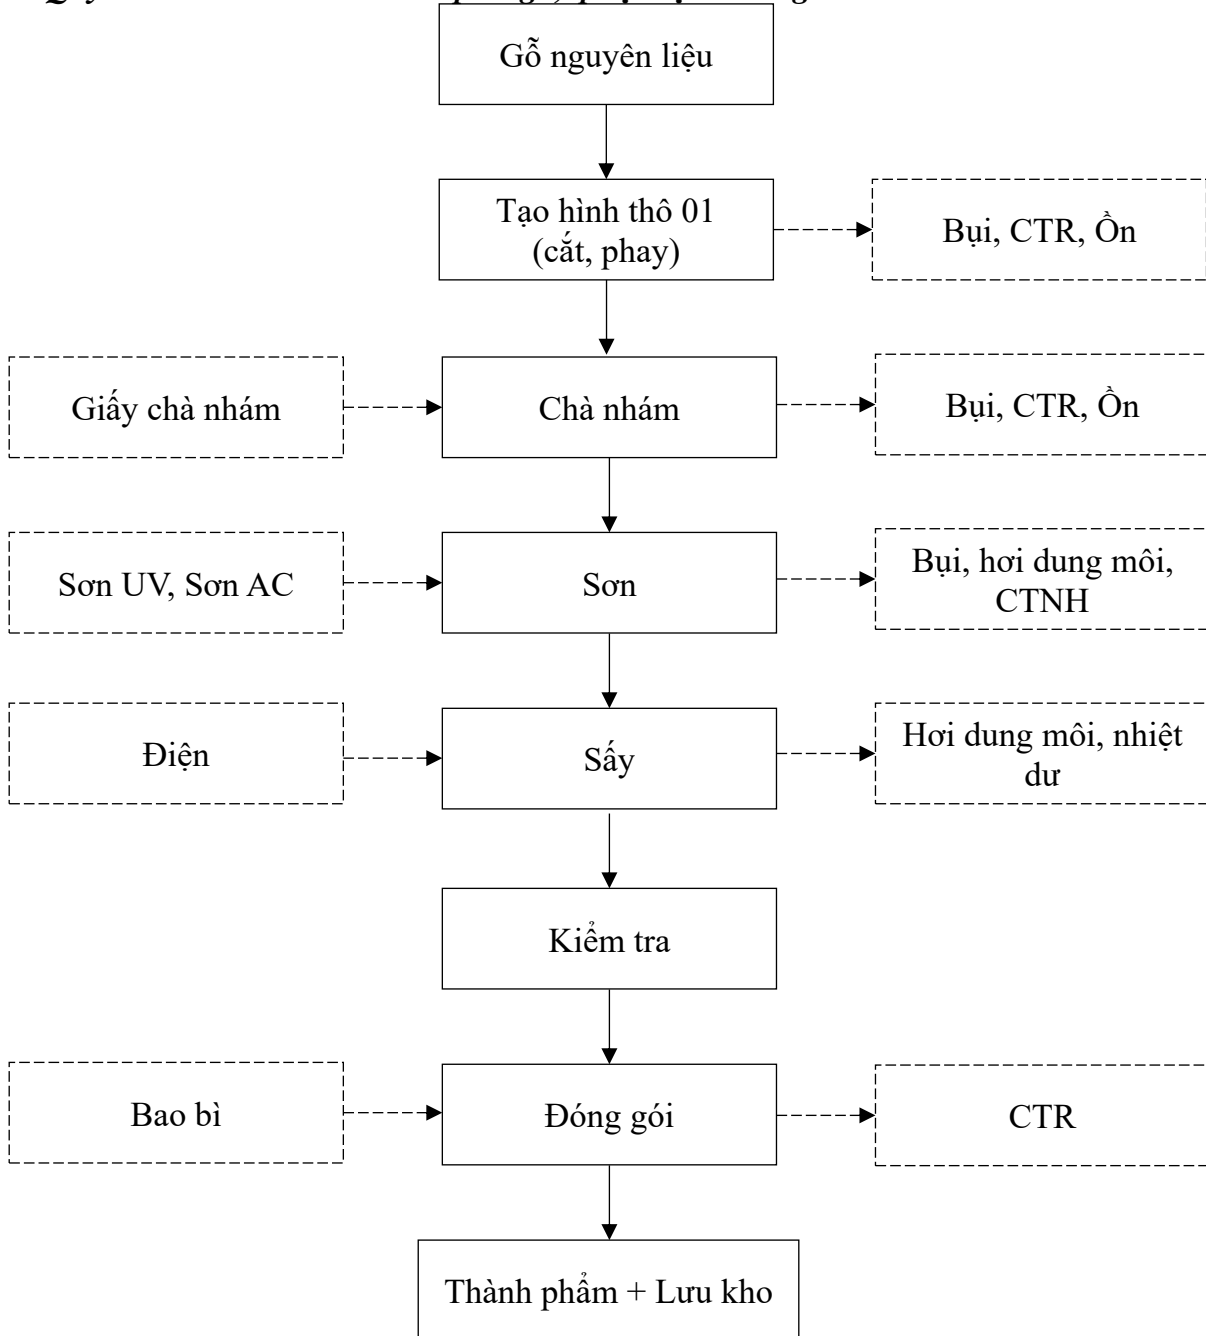 Gỗ nguyên liệu
Tạo hình thô 01
(cắt, phay)
Bụi, CTR, Ồn
Giấy chà nhám
Chà nhám
Bụi, CTR, Ồn
Sơn UV, Sơn AC
Sơn
Bụi, hơi dung môi,
CTNH
Điện
Sấy
Hơi dung môi, nhiệt
dư
Kiểm tra
Bao bì
Đóng gói
CTR
Thành phẩm + Lưu kho